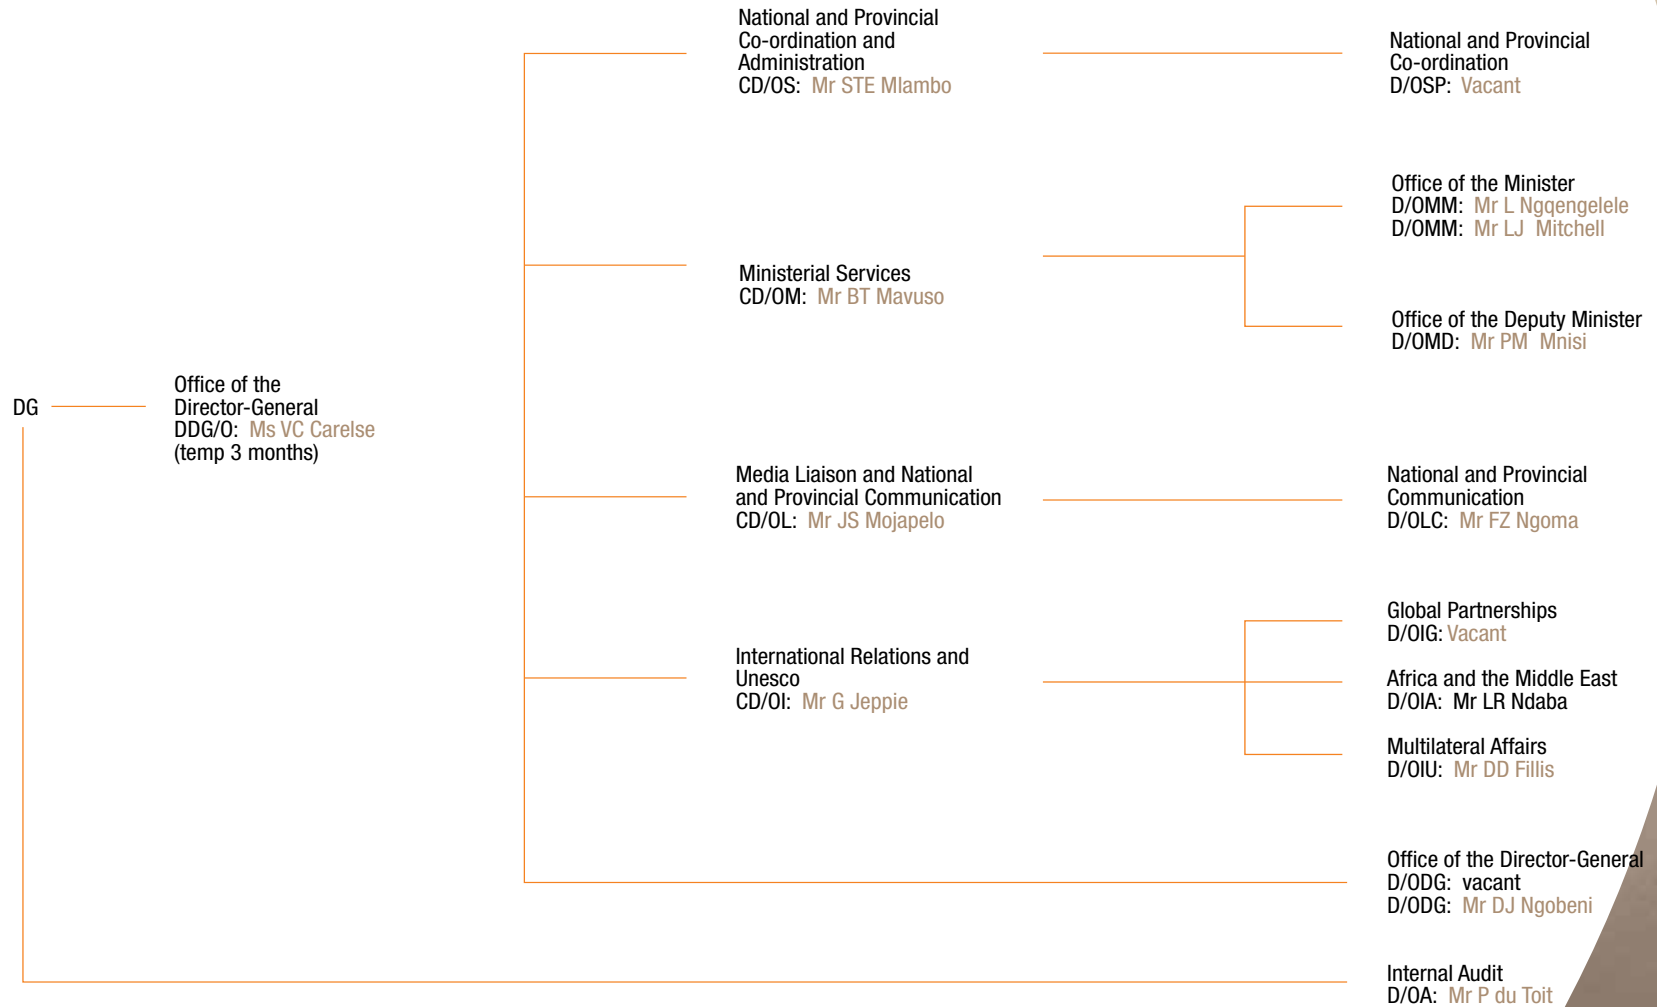 DG
Office of the
Director-General
DDG/O: Ms VC Carelse
(temp 3 months)
National and Provincial
Co-ordination and
Administration
CD/OS: Mr STE Mlambo
National and Provincial
Co-ordination
D/OSP: Vacant
Ministerial Services
CD/OM: Mr BT Mavuso
Office of the Minister
D/OMM: Mr L Ngqengelele
D/OMM: Mr LJ Mitchell
Office of the Deputy Minister
D/OMD: Mr PM Mnisi
Media Liaison and National
and Provincial Communication
CD/OL: Mr JS Mojapelo
National and Provincial
Communication
D/OLC: Mr FZ Ngoma
International Relations and
Unesco
CD/OI: Mr G Jeppie
Global Partnerships
D/OIG: Vacant
Africa and the Middle East
D/OIA: Mr LR Ndaba
Multilateral Affairs
D/OIU: Mr DD Fillis
Office of the Director-General
D/ODG: vacant
D/ODG: Mr DJ Ngobeni
Internal Audit
D/OA: Mr P du Toit